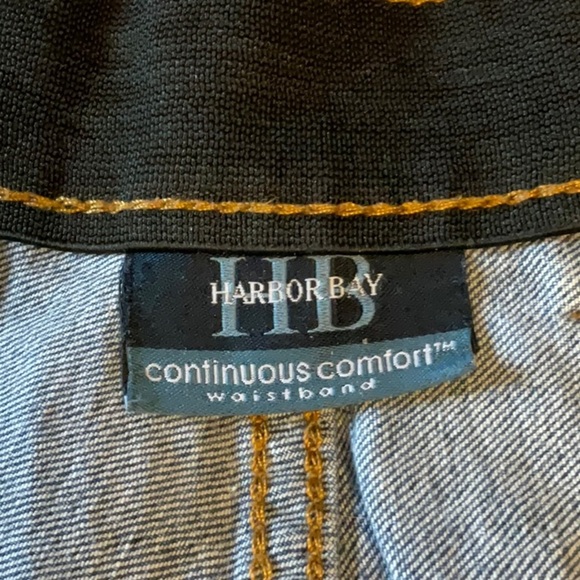 HB
HARBOR BAY
continuous comfort™
waistband